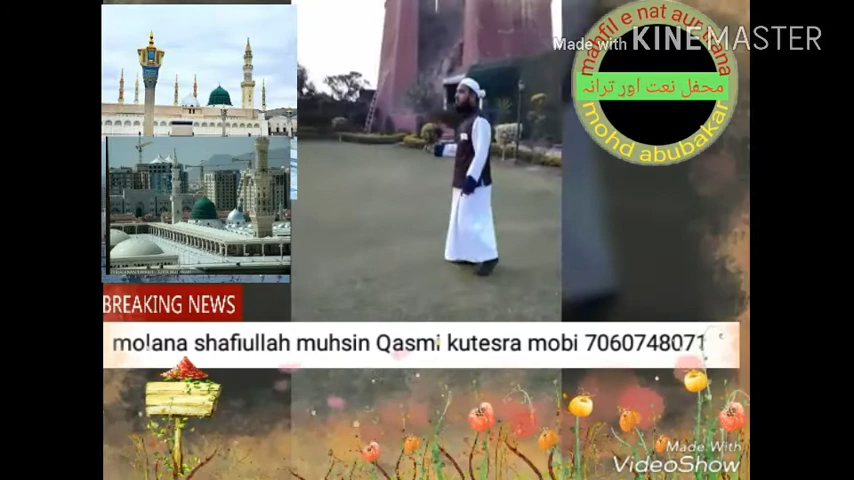 Made with KINEMASTER
mahfil e nat aur trana
محفل نعت اور ترانہ
mohd abubakar
BREAKING NEWS
molana shafiullah muhsin Qasmi kutesra mobi 7060748071
Made With
VideoShow